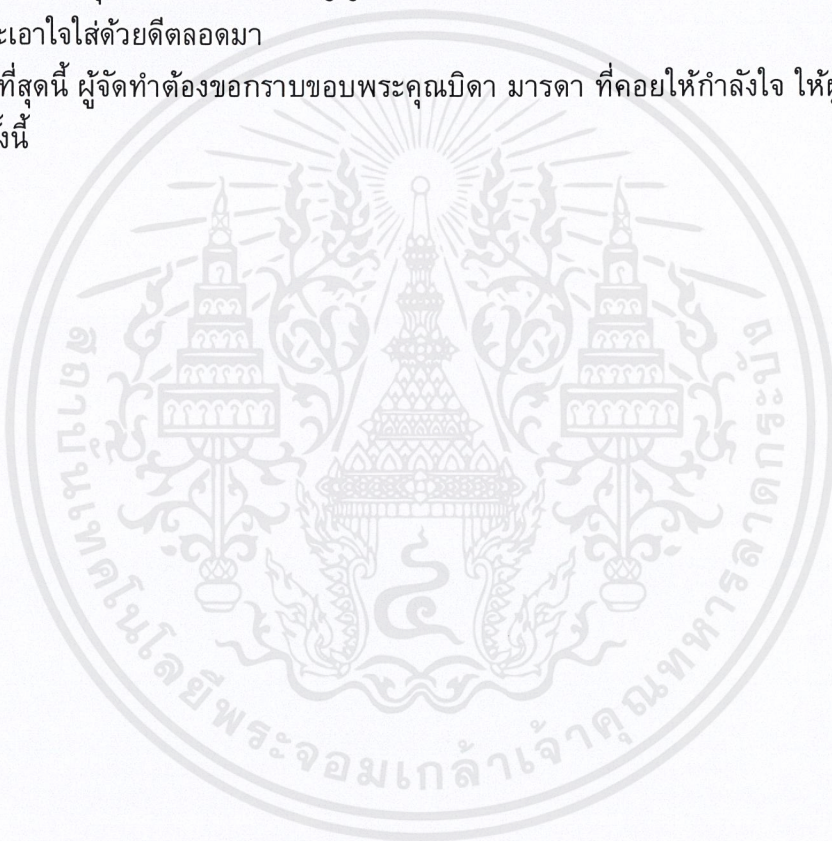 ะเอาใจใส่ด้วยดีตลอดมา
ที่สุดนี้ ผู้จัดทำต้องขอกราบขอบพระคุณบิดา มารดา ที่คอยให้กำลังใจ ให้
งนี้
สถาบันเทคโนโลยีพระจอมเกล้าเจ้าคุณทหารลาดกระบัง